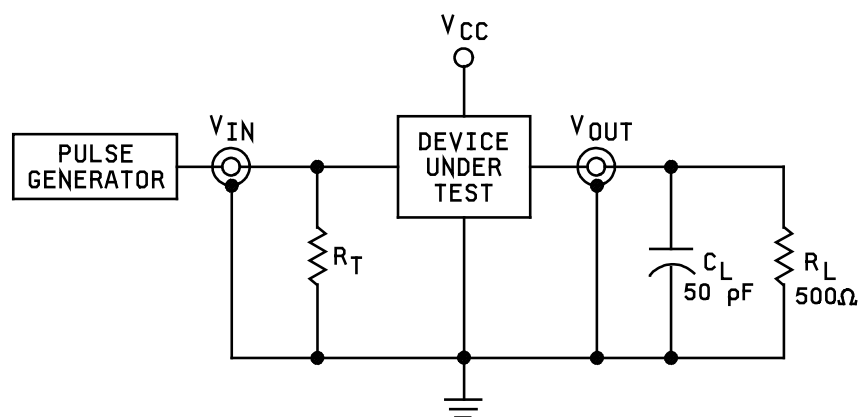 VCC
VIN
VOUT
PULSE
GENERATOR
DEVICE
UNDER
TEST
RT
CL
50 pF
RL
500Ω